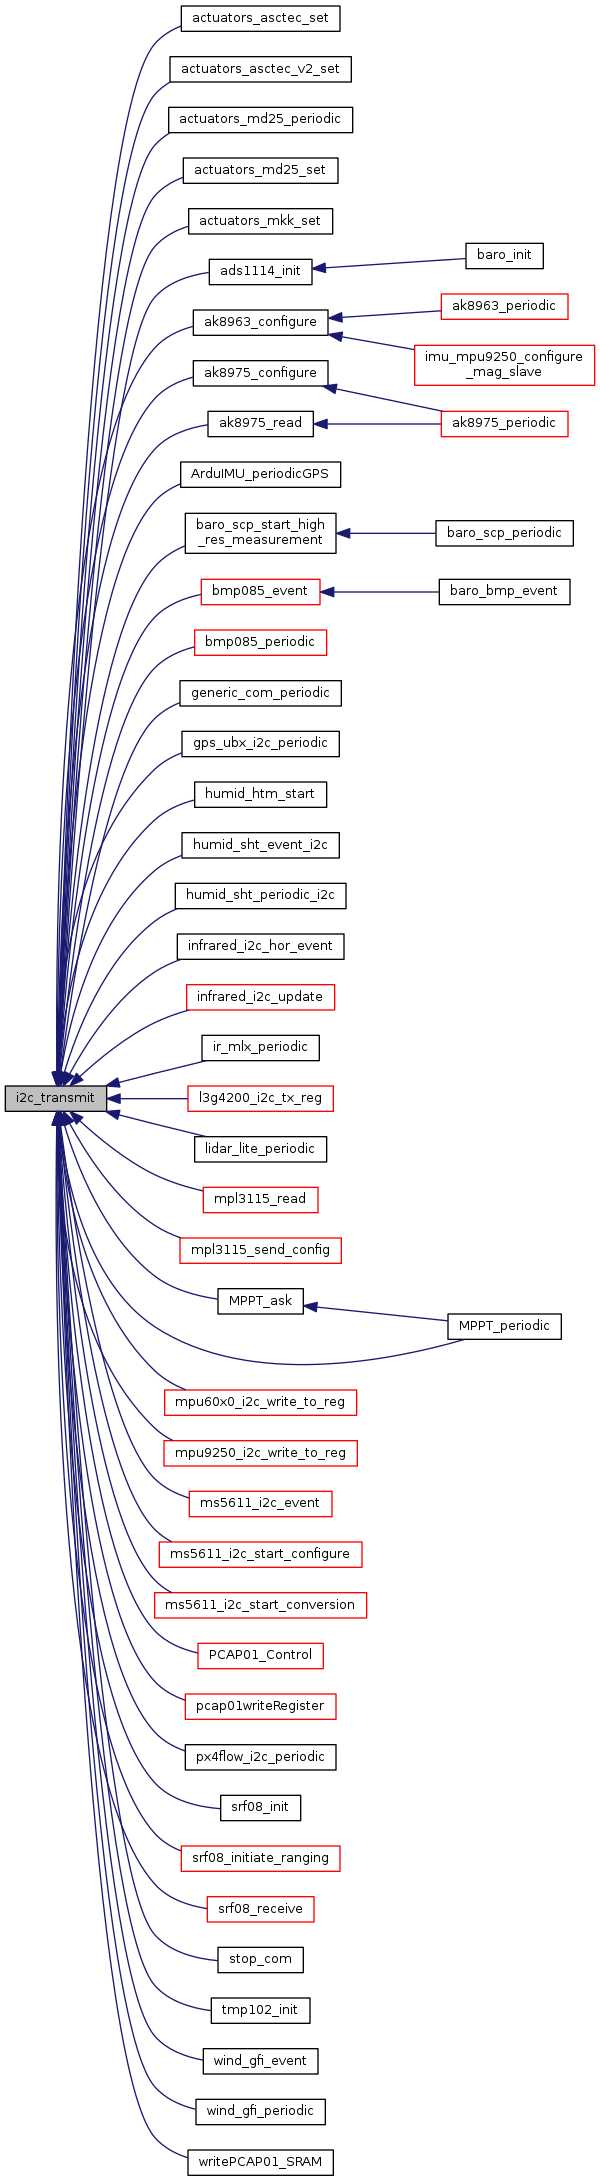 actuators_asctec_set
actuators_asctec_v2_set
actuators_md25_periodic
actuators_md25_set
actuators_mkk_set
ads1114_init
baro_init
ak8963_configure
ak8963_periodic
imu_mpu9250_configure
_mag_slave
ak8975_configure
ak8975_read
ak8975_periodic
ArduIMU_periodicGPS
baro_scp_start_high
_res_measurement
baro_scp_periodic
bmp085_event
baro_bmp_event
bmp085_periodic
generic_com_periodic
gps_ubx_i2c_periodic
humid_htm_start
humid_sht_event_i2c
humid_sht_periodic_i2c
infrared_i2c_hor_event
infrared_i2c_update
ir_mlx_periodic
i2c_transmit
l3g4200_i2c_tx_reg
lidar_lite_periodic
mpl3115_read
mpl3115_send_config
MPPT_ask
MPPT_periodic
mpu60x0_i2c_write_to_reg
mpu9250_i2c_write_to_reg
ms5611_i2c_event
ms5611_i2c_start_configure
ms5611_i2c_start_conversion
PCAP01_Control
pcap01writeRegister
px4flow_i2c_periodic
srf08_init
srf08_initiate_ranging
srf08_receive
stop_com
tmp102_init
wind_gfi_event
wind_gfi_periodic
writePCAP01_SRAM